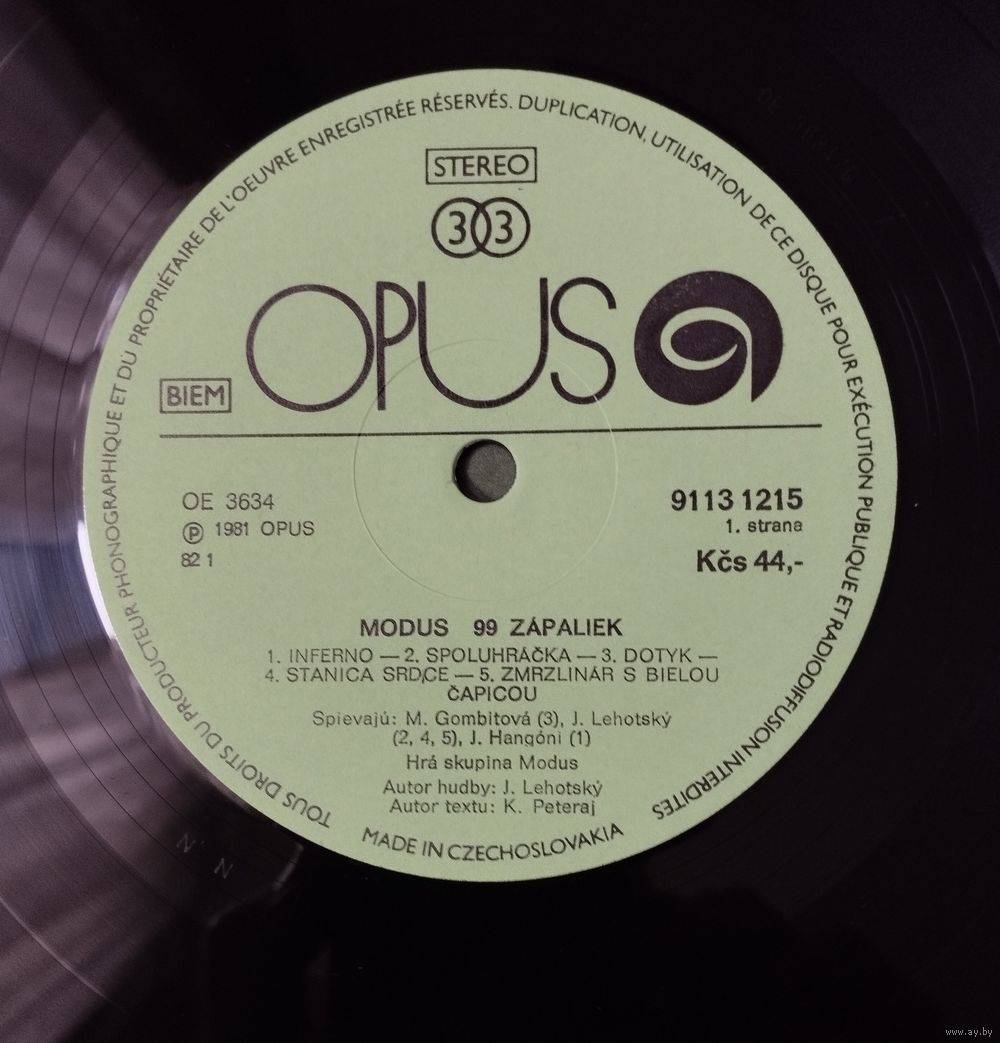 TOUS DROITS DU PRODUCTEUR PHONOGRAPHIQUE ET DU PROPRIÉTAIRE DE L'OEUVRE ENREGISTRÉE RÉSERVÉS. DUPLICATION, UTILISATION DE CE DISQUE POUR EXÉCUTION PUBLIQUE ET RADIODIFFUSION INTERDITES
STEREO
33
OPUS
BIEM
OE 3634
Ⓟ 1981 OPUS
82 1
9113 1215
1. strana
Kčs 44,-
MODUS 99 ZÁPALIEK
1. INFERNO — 2. SPOLUHRÁČKA — 3. DOTYK —
4. STANICA SRDCE — 5. ZMRZLINÁR S BIELOU
ČAPICOU
Spievajú: M. Gombitová (3), J. Lehotský
(2, 4, 5), J. Hangóni (1)
Hrá skupina Modus
Autor hudby: J. Lehotský
Autor textu: K. Peteraj
MADE IN CZECHOSLOVAKIA
www.ay.by